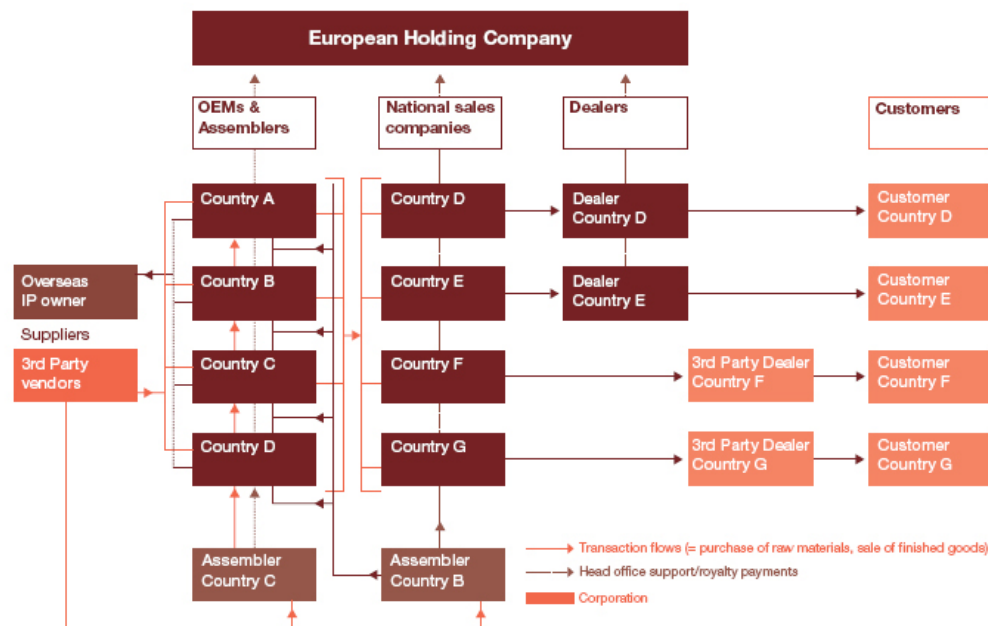 European Holding Company
OEMs &
Assemblers
National sales
companies
Dealers
Customers
Country A
Country D
Dealer
Country D
Customer
Country D
Overseas
IP owner
Country B
Country E
Dealer
Country E
Customer
Country E
Suppliers
3rd Party
vendors
Country C
Country F
3rd Party Dealer
Country F
Customer
Country F
Country D
Country G
3rd Party Dealer
Country G
Customer
Country G
Assembler
Country C
Assembler
Country B
Transaction flows (= purchase of raw materials, sale of finished goods)
Head office support/royalty payments
Corporation